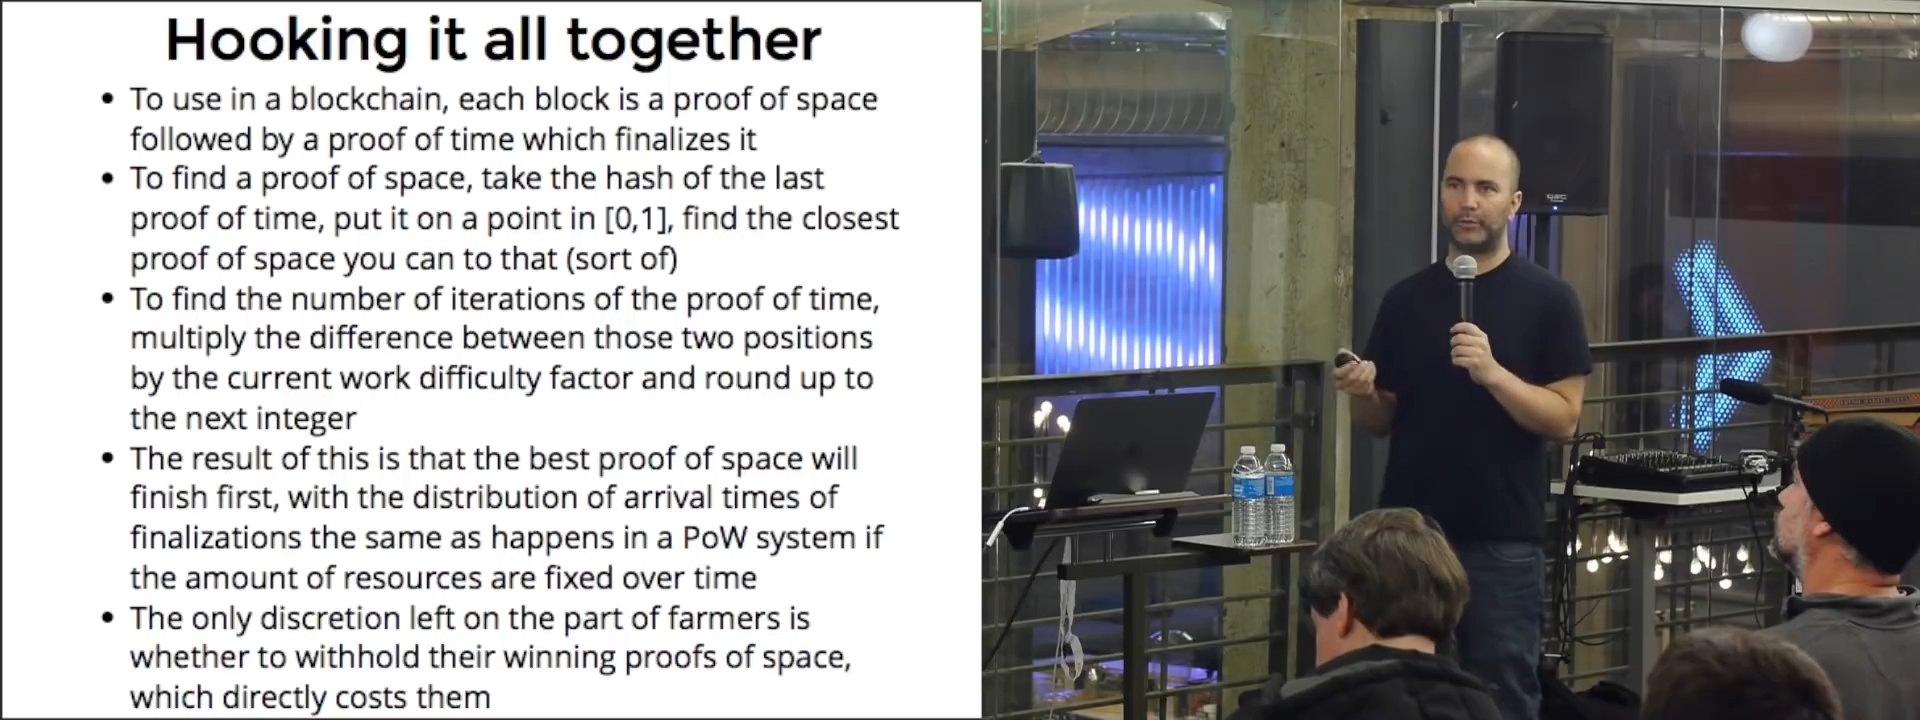 Hooking it all together
• To use in a blockchain, each block is a proof of space
followed by a proof of time which finalizes it
• To find a proof of space, take the hash of the last
proof of time, put it on a point in [0,1], find the closest
proof of space you can to that (sort of)
• To find the number of iterations of the proof of time,
multiply the difference between those two positions
by the current work difficulty factor and round up to
the next integer
• The result of this is that the best proof of space will
finish first, with the distribution of arrival times of
finalizations the same as happens in a PoW system if
the amount of resources are fixed over time
• The only discretion left on the part of farmers is
whether to withhold their winning proofs of space,
which directly costs them